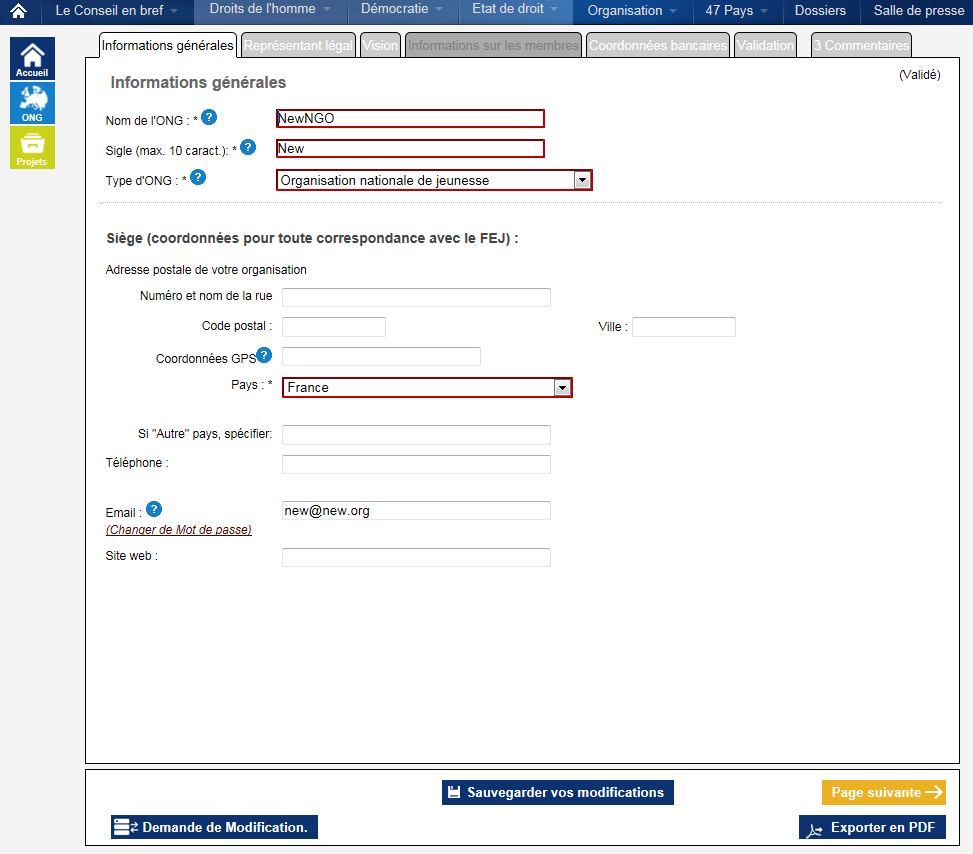 Le Conseil en bref Droits de l'homme Démocratie Etat de droit Organisation 47 Pays Dossiers Salle de presse
Accueil
ONG
Projets
Informations générales Représentant légal Vision Informations sur les membres Coordonnées bancaires Validation 3 Commentaires
(Validé)
Informations générales
Nom de l'ONG : * ? NewNGO
Sigle (max. 10 caract.): * ? New
Type d'ONG : * ? Organisation nationale de jeunesse
Siège (coordonnées pour toute correspondance avec le FEJ) :
Adresse postale de votre organisation
Numéro et nom de la rue
Code postal : Ville :
Coordonnées GPS ?
Pays : * France
Si "Autre" pays, spécifier:
Téléphone :
Email : ? new@new.org
(Changer de Mot de passe)
Site web :
Sauvegarder vos modifications Page suivante
Demande de Modification. Exporter en PDF